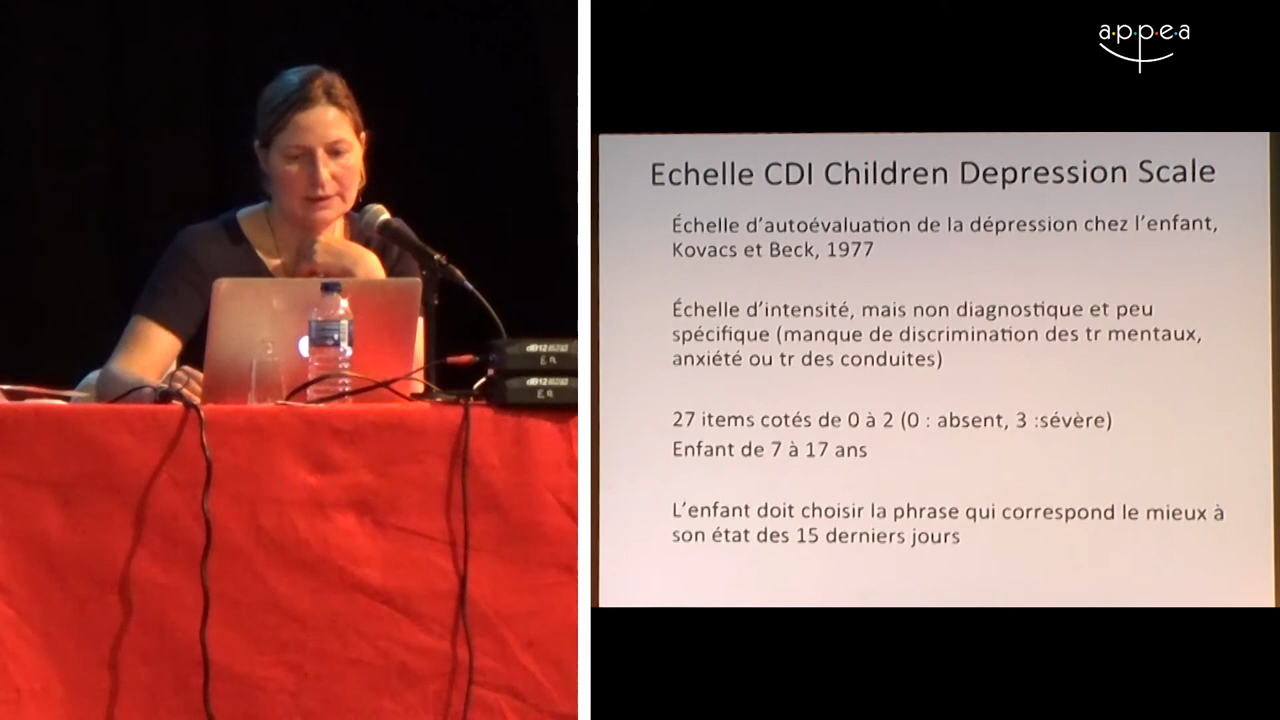 a·p·p·e·a
Echelle CDI Children Depression Scale
Échelle d'autoévaluation de la dépression chez l'enfant,
Kovacs et Beck, 1977
Échelle d'intensité, mais non diagnostique et peu
spécifique (manque de discrimination des tr mentaux,
anxiété ou tr des conduites)
27 items cotés de 0 à 2 (0 : absent, 3 :sévère)
Enfant de 7 à 17 ans
L'enfant doit choisir la phrase qui correspond le mieux à
son état des 15 derniers jours